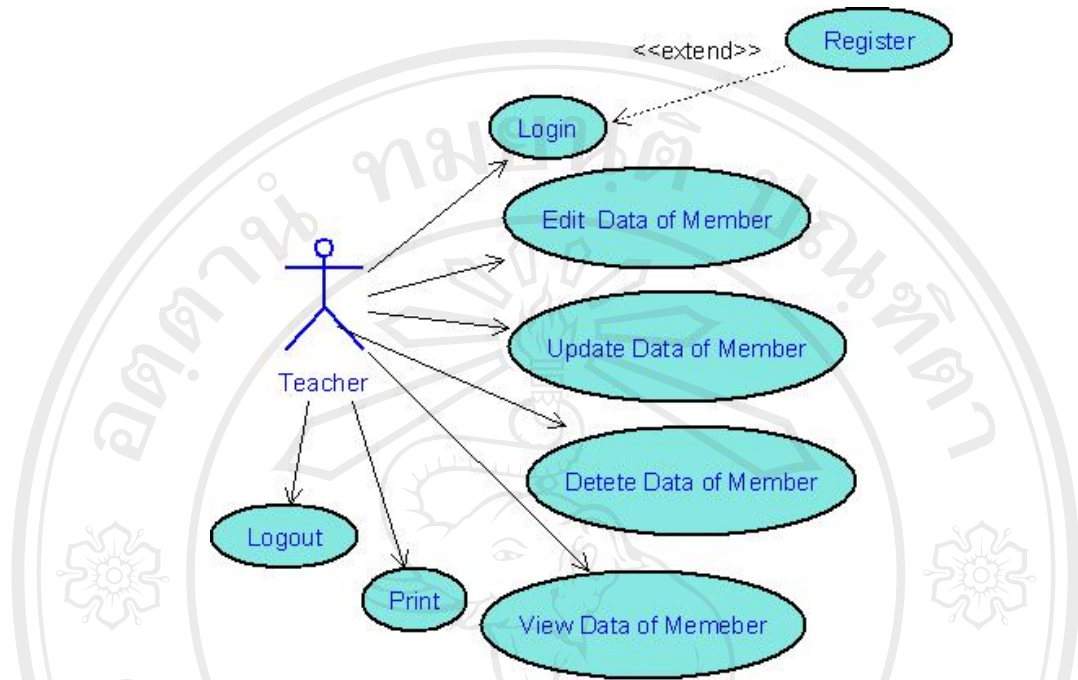 Register
<<extend>>
Login
Edit Data of Member
Update Data of Member
Teacher
Detete Data of Member
Logout
Print
View Data of Memeber